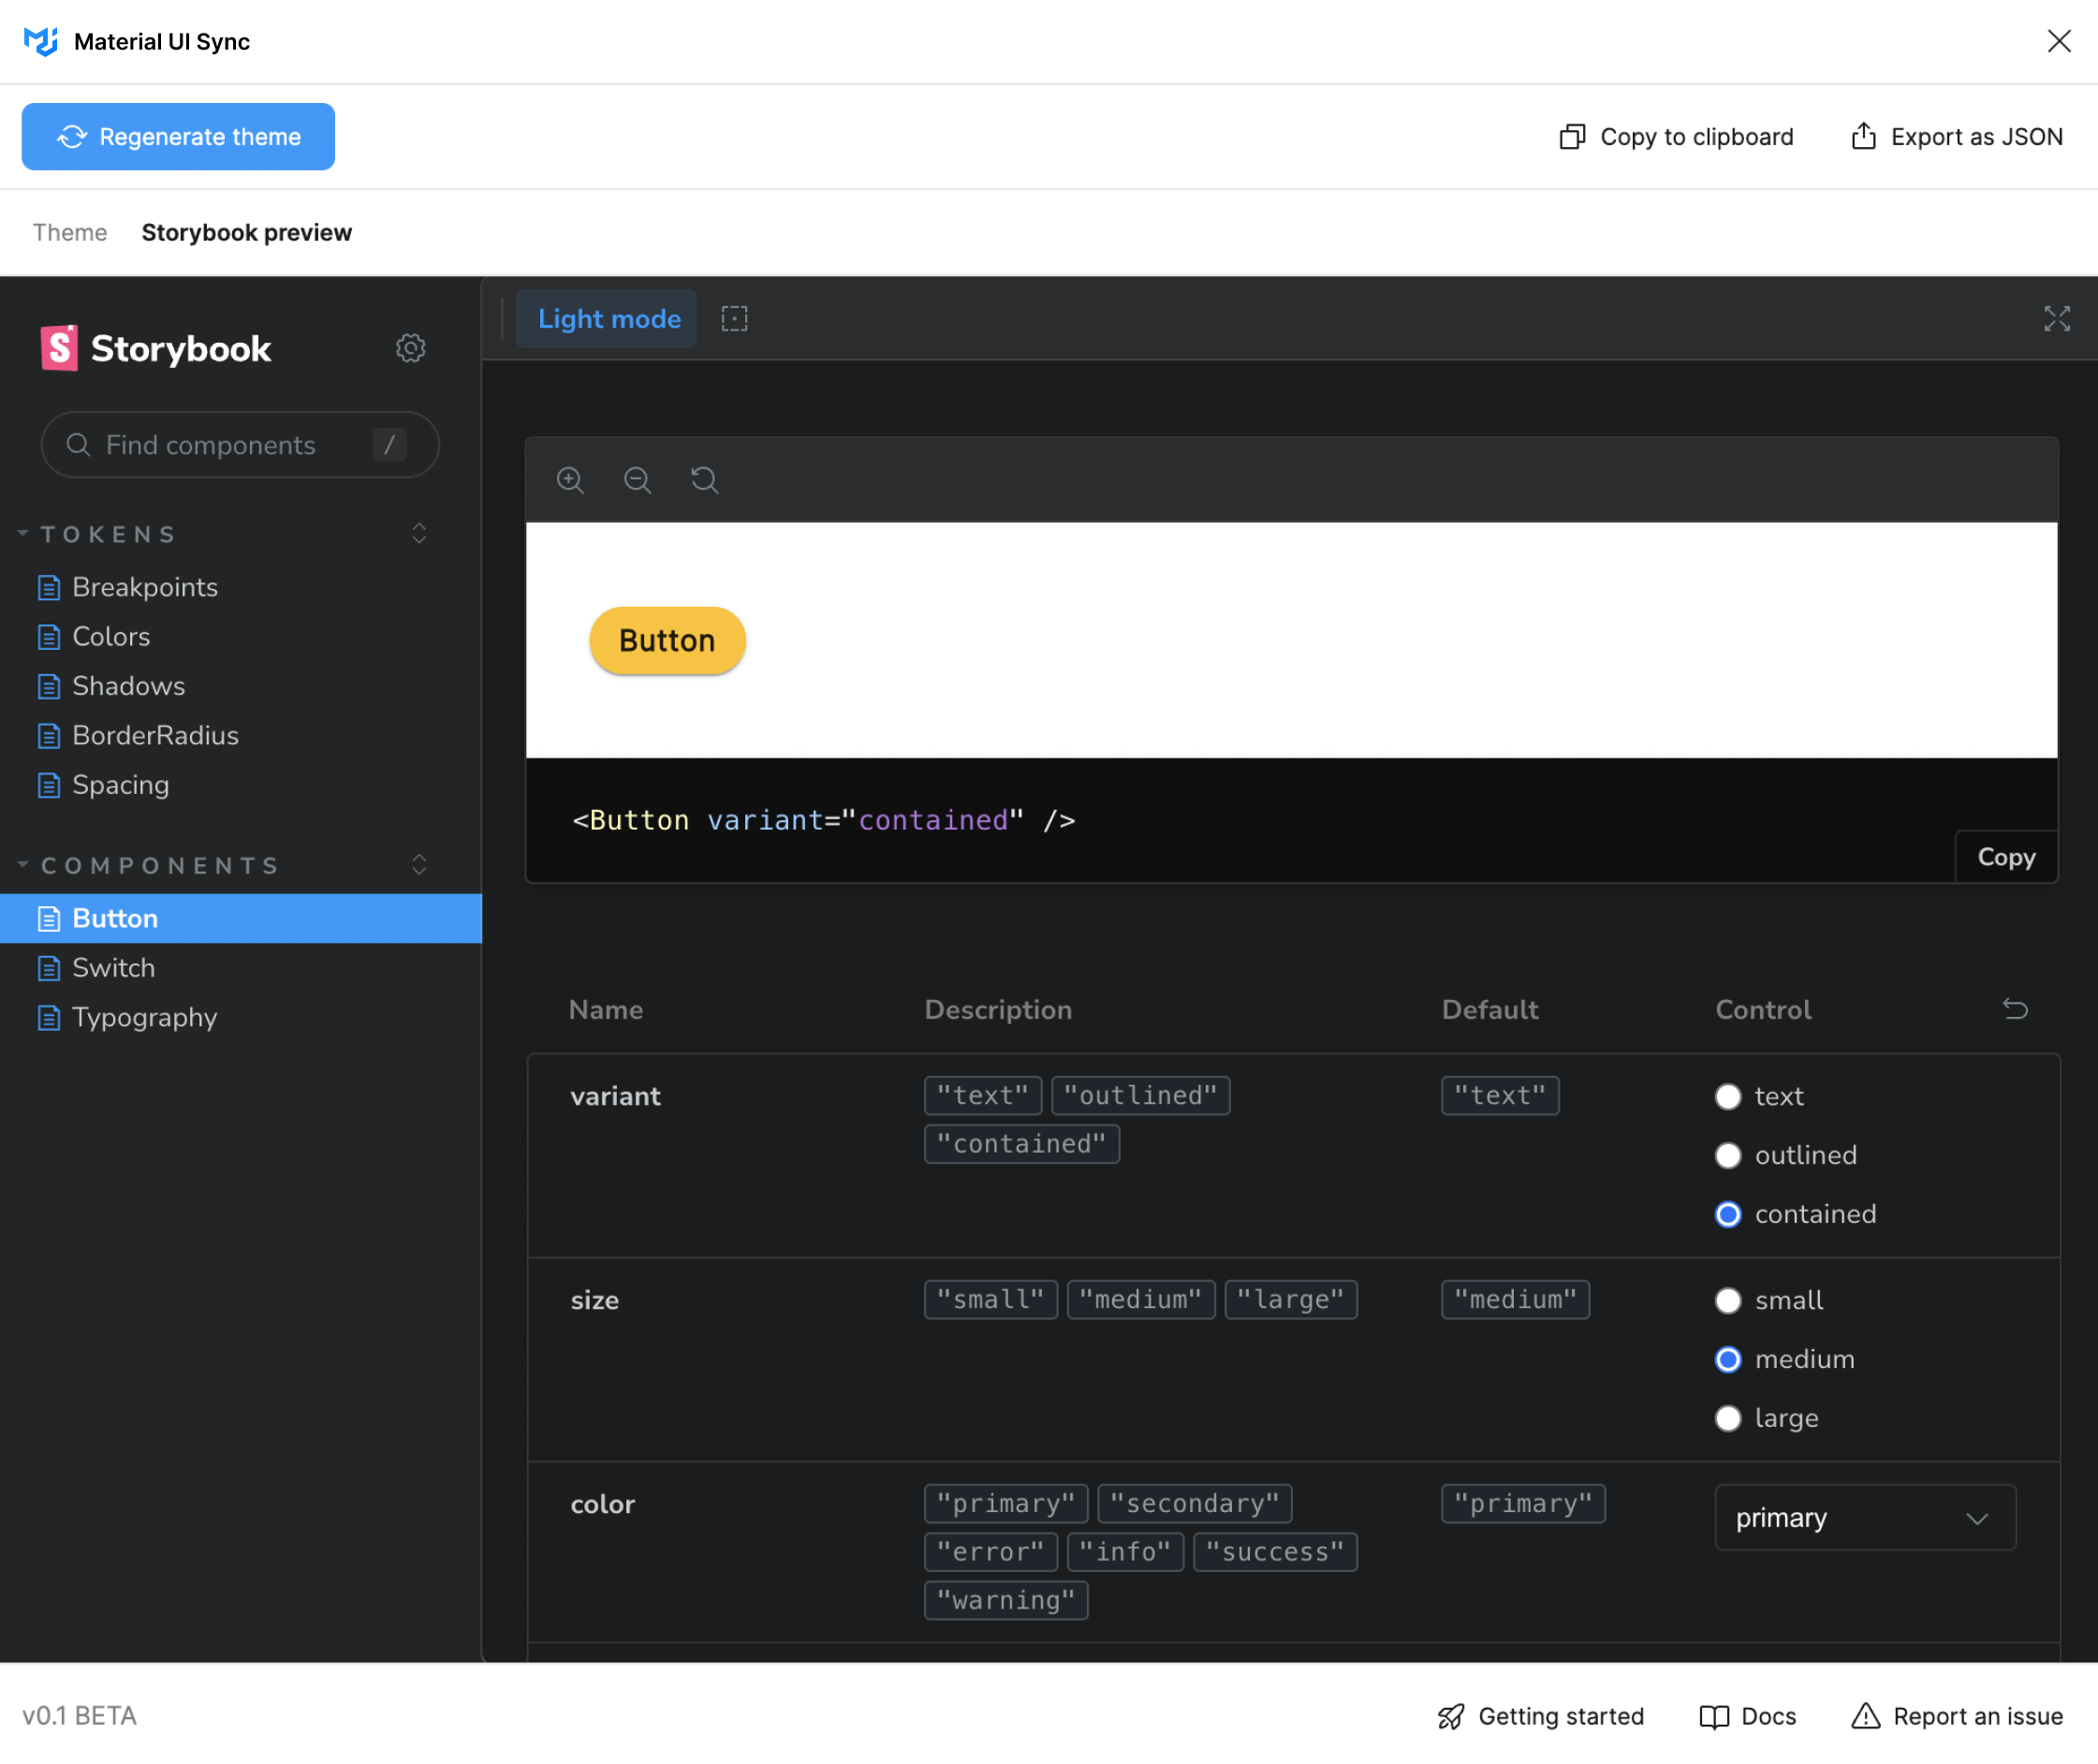 Material UI Sync
Regenerate theme
Copy to clipboard
Export as JSON
Theme
Storybook preview
Storybook
Find components
/
TOKENS
Breakpoints
Colors
Shadows
BorderRadius
Spacing
COMPONENTS
Button
Switch
Typography
Light mode
Button
<Button variant="contained" />
Copy
Name Description Default Control
variant "text" "outlined" "text" text
"contained" outlined
contained
size "small" "medium" "large" "medium" small
medium
large
color "primary" "secondary" "primary" primary
"error" "info" "success"
"warning"
v0.1 BETA
Getting started
Docs
Report an issue